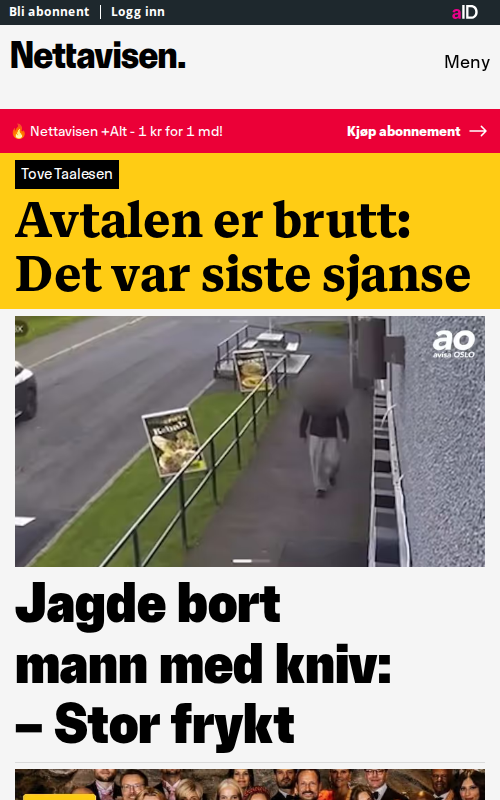 Bli abonnent | Logg inn
aID
Nettavisen.
Meny
🔥 Nettavisen +Alt - 1 kr for 1 md!
Kjøp abonnement →
Tove Taalesen
Avtalen er brutt:
Det var siste sjanse
ao
avisa OSLO
Kebab
Jagde bort
mann med kniv:
– Stor frykt